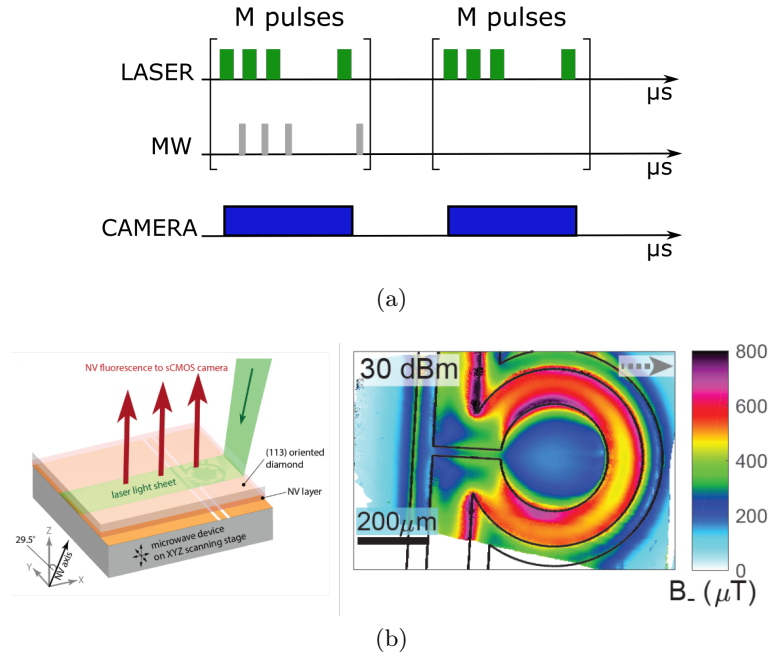 M pulses M pulses
LASER
μs μs
MW
μs
CAMERA
μs
(a)
NV fluorescence to sCMOS camera
(113) oriented
diamond
laser light sheet
NV layer
microwave device
on XYZ scanning stage
29.5°
Z
Y
X
NV axis
30 dBm
200μm
800
600
400
200
0
B- (μT)
(b)